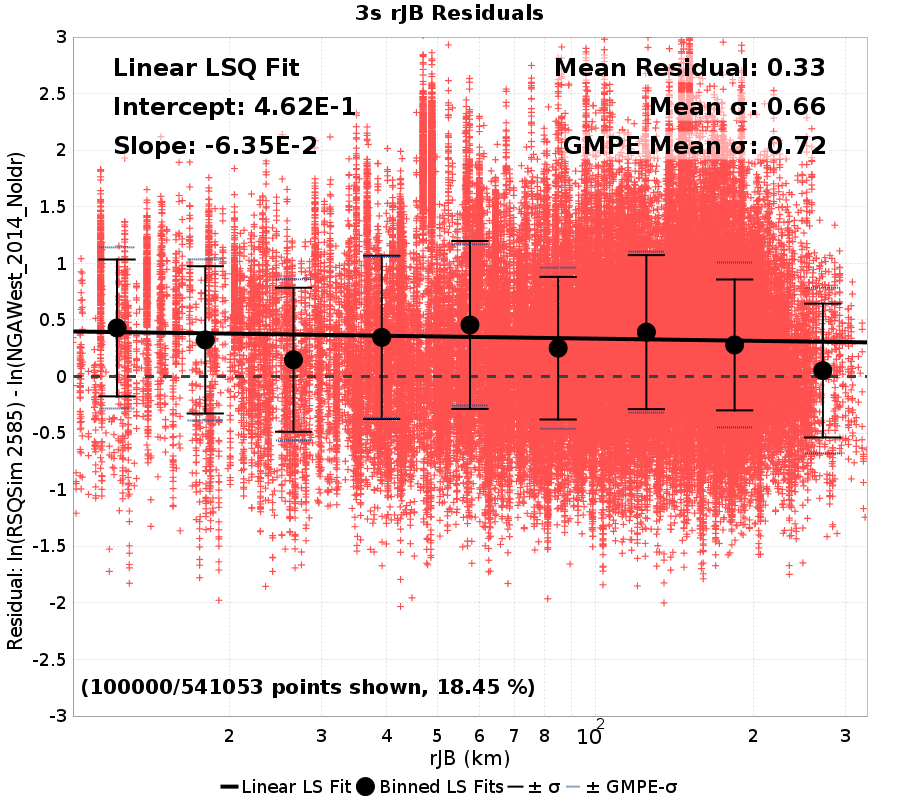 3s rJB Residuals
Linear LSQ Fit
Intercept: 4.62E-1
Slope: -6.35E-2
Mean Residual: 0.33
Mean σ: 0.66
GMPE Mean σ: 0.72
3
2.5
2
1.5
1
0.5
0
-0.5
-1
-1.5
-2
-2.5
-3
Residual: ln(RSQSim 2585) - ln(NGAWest_2014_NoIdr)
(100000/541053 points shown, 18.45 %)
2 3 4 5 6 7 8 10² 2 3
rJB (km)
Linear LS Fit Binned LS Fits ± σ ± GMPE-σ